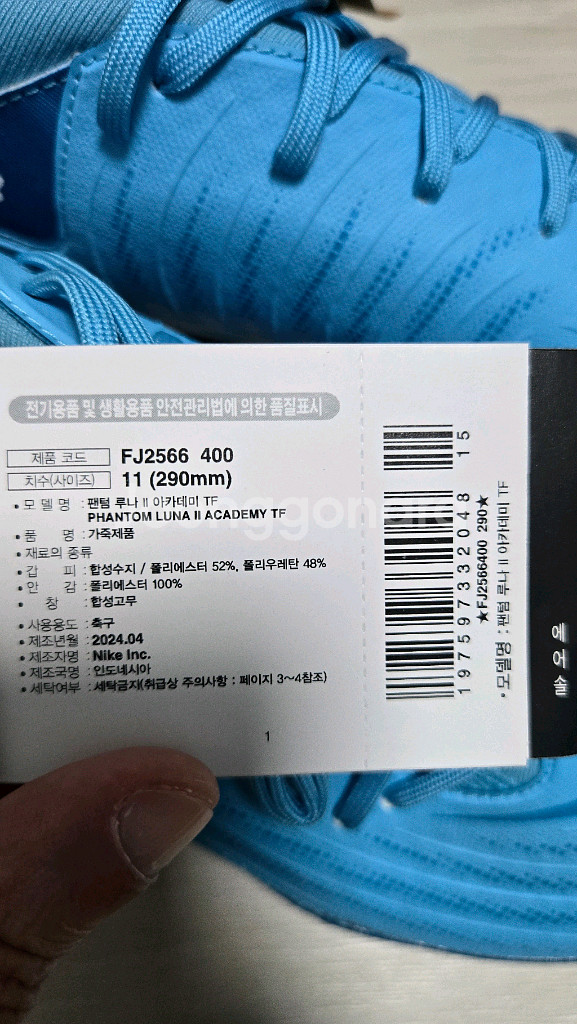 전기용품 및 생활용품 안전관리법에 의한 품질표시
제품 코드 FJ2566 400
치수(사이즈) 11 (290mm)
• 모 델 명 : 팬텀 루나 II 아카데미 TF
PHANTOM LUNA II ACADEMY TF
• 품 명 : 가죽제품
• 재료의 종류
• 갑 피 : 합성수지 / 폴리에스터 52%, 폴리우레탄 48%
• 안 감 : 폴리에스터 100%
• 창 : 합성고무
• 사용용도 : 축구
• 제조년월 : 2024.04
• 제조자명 : Nike Inc.
• 제조국명 : 인도네시아
• 세탁여부 : 세탁금지(취급상 주의사항 : 페이지 3~4참조)
1
15
197597332048
★FJ2566400 290★
• 모델명 : 팬텀 루나 II 아카데미 TF
에어솔